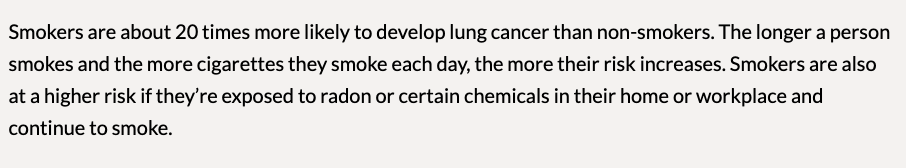 Smokers are about 20 times more likely to develop lung cancer than non-smokers. The longer a person
smokes and the more cigarettes they smoke each day, the more their risk increases. Smokers are also
at a higher risk if they’re exposed to radon or certain chemicals in their home or workplace and
continue to smoke.